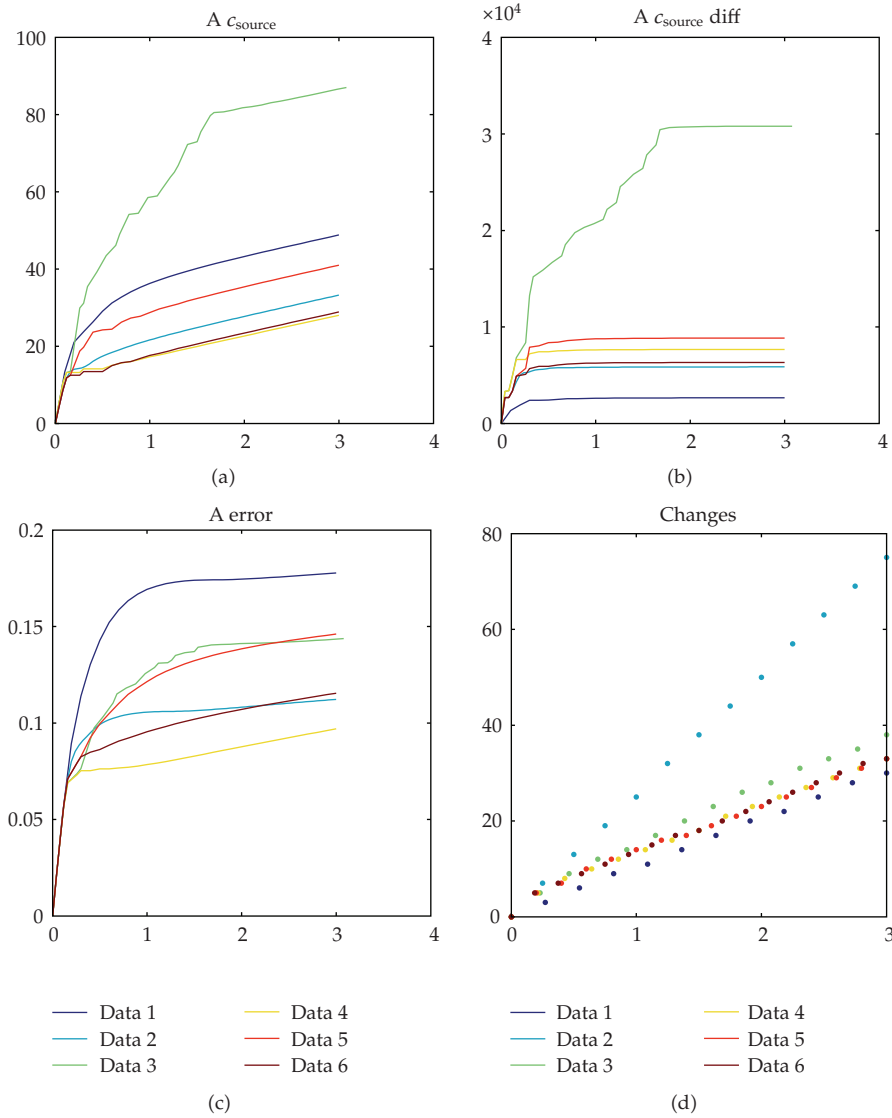 A c_source
100
80
60
40
20
0
0 1 2 3 4
(a)
A c_source diff
×10^4
4
3
2
1
0
0 1 2 3 4
(b)
A error
0.2
0.15
0.1
0.05
0
0 1 2 3 4
Data 1
Data 2
Data 3
Data 4
Data 5
Data 6
(c)
Changes
80
60
40
20
0
0 1 2 3
Data 1
Data 2
Data 3
Data 4
Data 5
Data 6
(d)